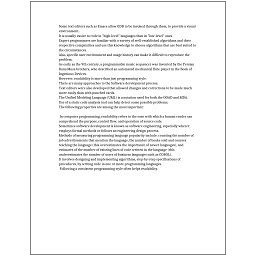 Some text editors such as Emacs allow GDB to be invoked through them, to provide a visual
environment.
It is usually easier to code in "high-level" languages than in "low-level" ones.
Expert programmers are familiar with a variety of well-established algorithms and their
respective complexities and use this knowledge to choose algorithms that are best suited to
the circumstances.
Also, specific user environment and usage history can make it difficult to reproduce the
problem.
As early as the 9th century, a programmable music sequencer was invented by the Persian
Banu Musa brothers, who described an automated mechanical flute player in the Book of
Ingenious Devices.
However, readability is more than just programming style.
There are many approaches to the Software development process.
Text editors were also developed that allowed changes and corrections to be made much
more easily than with punched cards.
The Unified Modeling Language (UML) is a notation used for both the OOAD and MDA.
Use of a static code analysis tool can help detect some possible problems.
The following properties are among the most important:

In computer programming, readability refers to the ease with which a human reader can
comprehend the purpose, control flow, and operation of source code.
Sometimes software development is known as software engineering, especially when it
employs formal methods or follows an engineering design process.
Methods of measuring programming language popularity include: counting the number of
job advertisements that mention the language, the number of books sold and courses
teaching the language (this overestimates the importance of newer languages), and
estimates of the number of existing lines of code written in the language (this
underestimates the number of users of business languages such as COBOL).
It involves designing and implementing algorithms, step-by-step specifications of
procedures, by writing code in one or more programming languages.
Following a consistent programming style often helps readability.